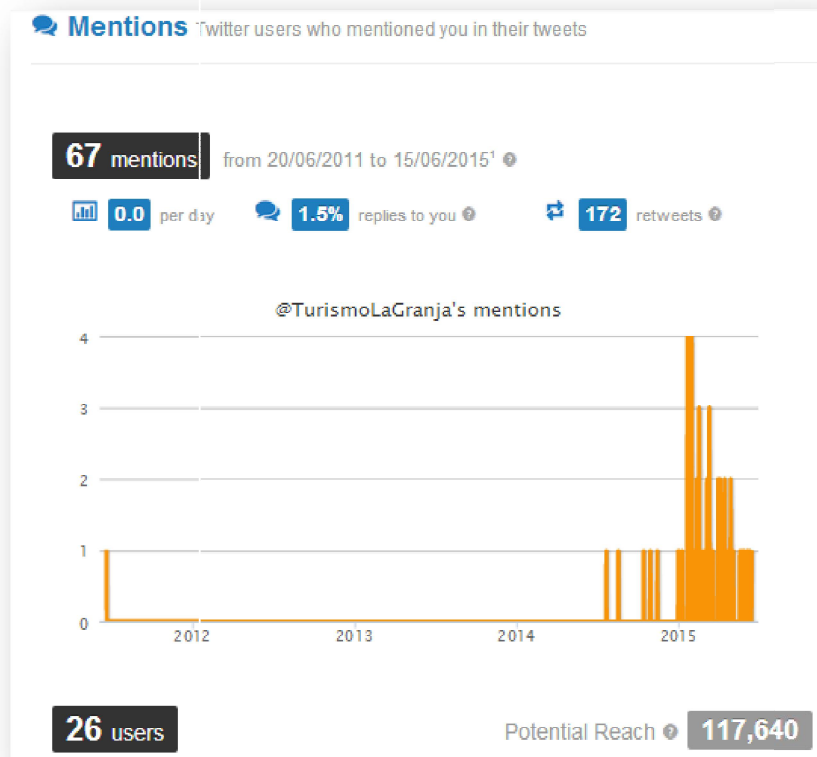 Mentions Twitter users who mentioned you in their tweets
67 mentions from 20/06/2011 to 15/06/2015¹
0.0 per day 1.5% replies to you 172 retweets
@TurismoLaGranja's mentions
4
3
2
1
0
2012 2013 2014 2015
26 users Potential Reach 117,640